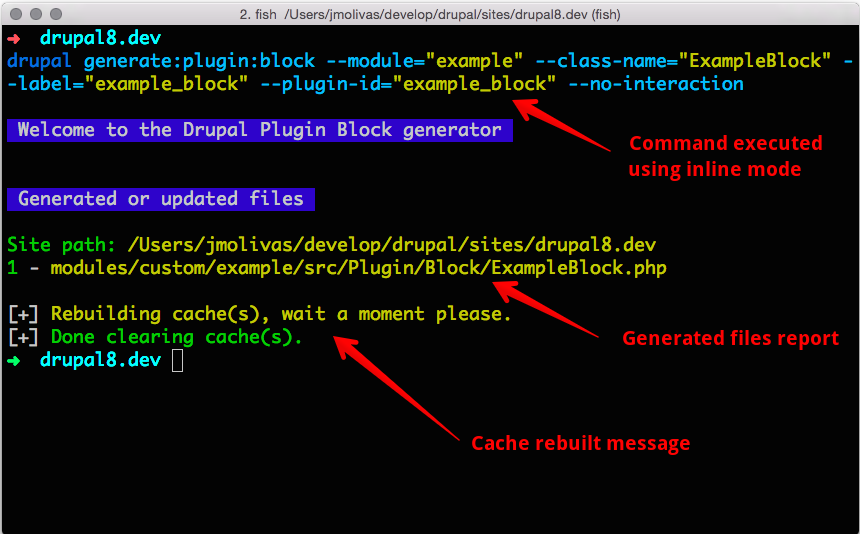 2. fish /Users/jmolivas/develop/drupal/sites/drupal8.dev (fish)
➜ drupal8.dev
drupal generate:plugin:block --module="example" --class-name="ExampleBlock" -
-label="example_block" --plugin-id="example_block" --no-interaction
Command executed
using inline mode
Welcome to the Drupal Plugin Block generator
Generated or updated files
Site path: /Users/jmolivas/develop/drupal/sites/drupal8.dev
1 - modules/custom/example/src/Plugin/Block/ExampleBlock.php
[+] Rebuilding cache(s), wait a moment please.
[+] Done clearing cache(s).
Generated files report
➜ drupal8.dev
Cache rebuilt message